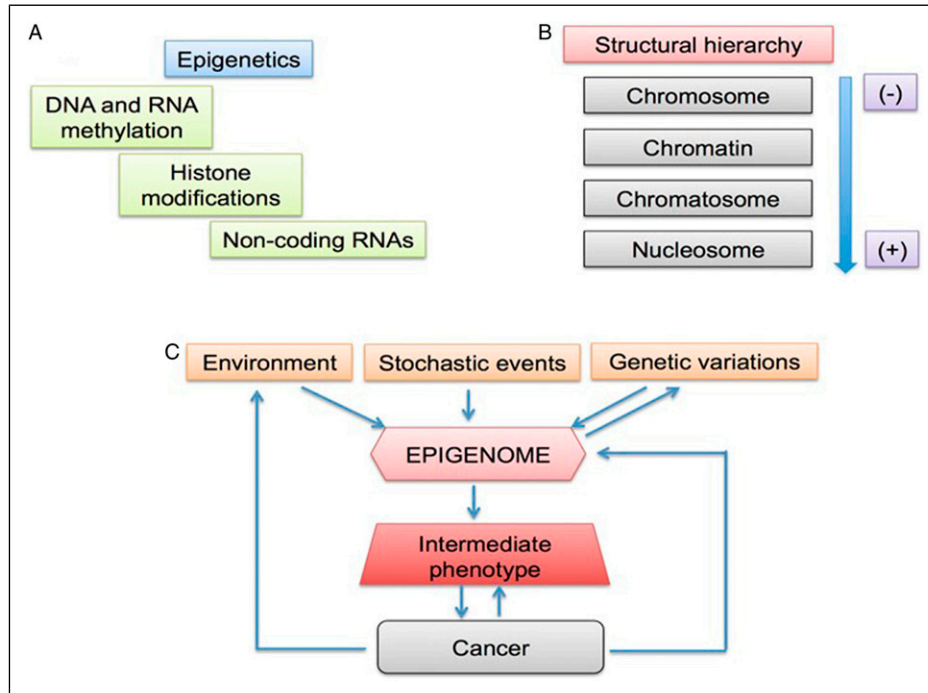 A
Epigenetics
DNA and RNA
methylation
Histone
modifications
Non-coding RNAs
B
Structural hierarchy
Chromosome
(-)
Chromatin
Chromatosome
Nucleosome
(+)
C
Environment
Stochastic events
Genetic variations
EPIGENOME
Intermediate
phenotype
Cancer